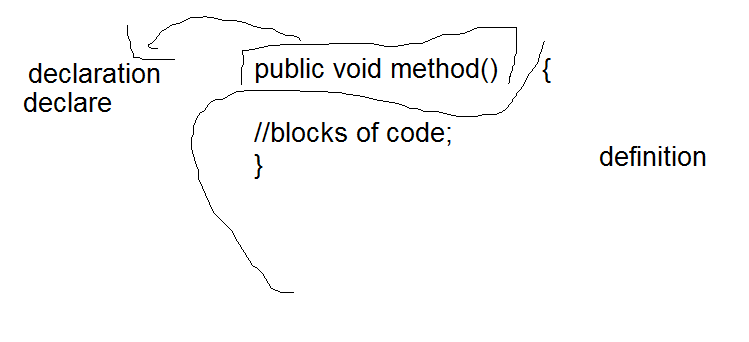 public void method() {
declaration
declare
//blocks of code;
}
definition